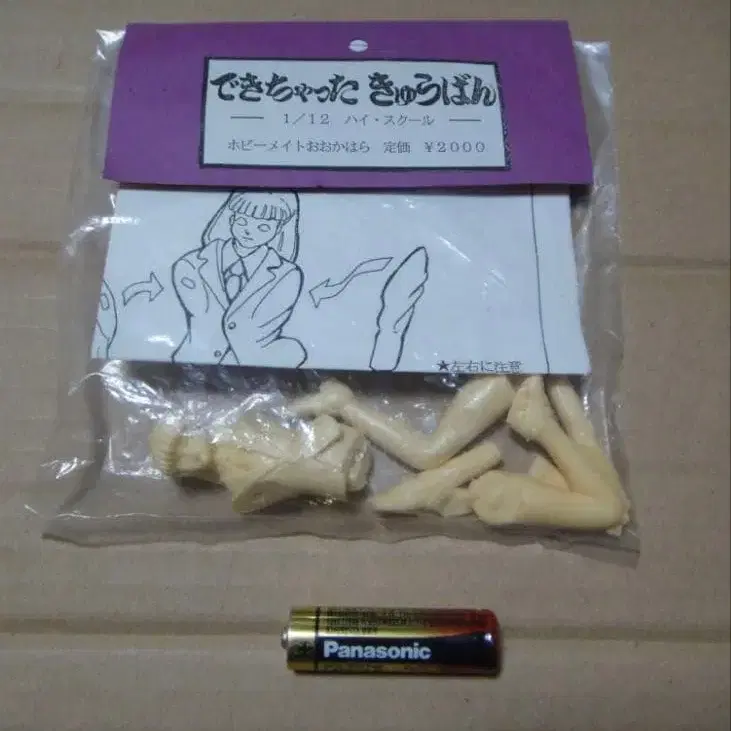 できちゃった きゅうばん
1/12 ハイ・スクール
ホビーメイトおおかはら 定価 ¥2000
★左右に注意
Panasonic